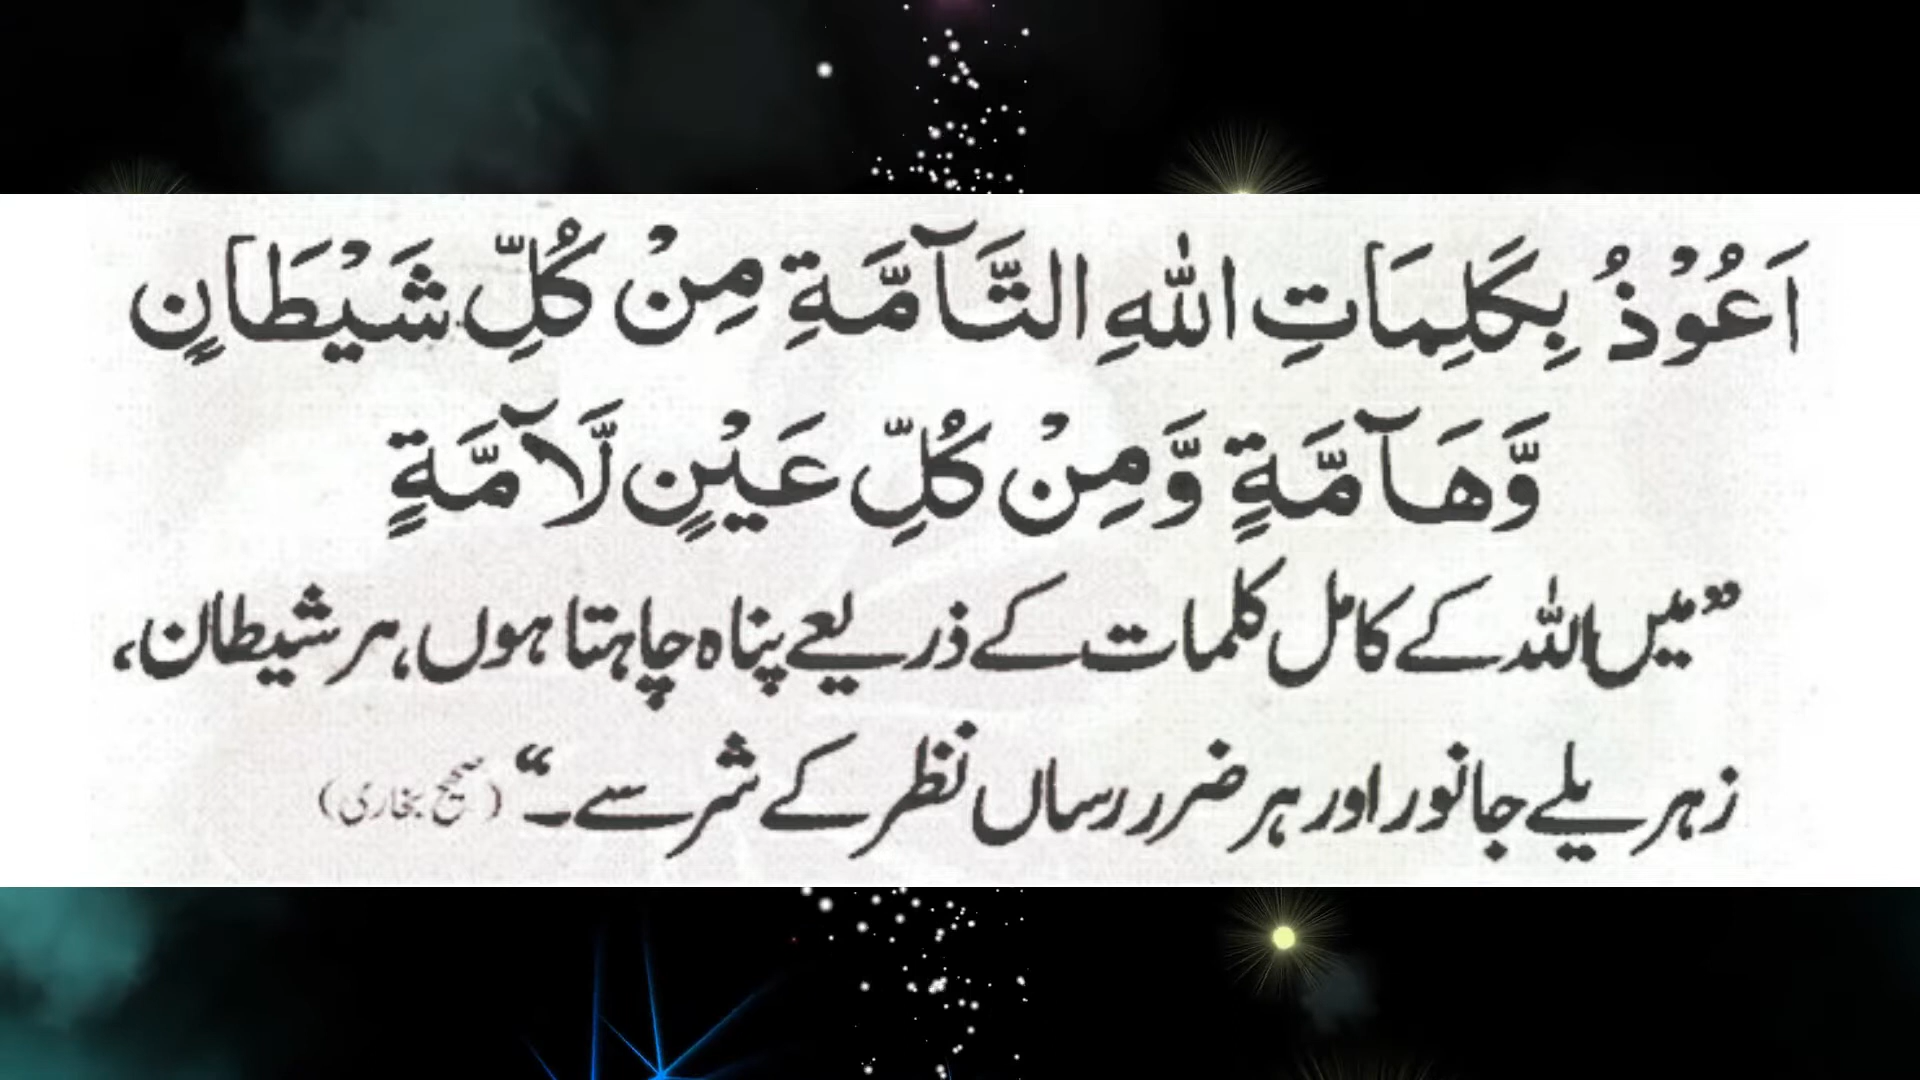 اَعُوْذُ بِكَلِمَاتِ اللّٰهِ التَّآمَّةِ مِنْ كُلِّ شَيْطَانٍ
وَّهَآمَّةٍ وَّمِنْ كُلِّ عَيْنٍ لَّآمَّةٍ
”میں اللہ کے کامل کلمات کے ذریعے پناہ چاہتا ہوں، ہر شیطان،
زہریلے جانور اور ہر ضرر رساں نظر کے شر سے۔“ (صحیح بخاری)